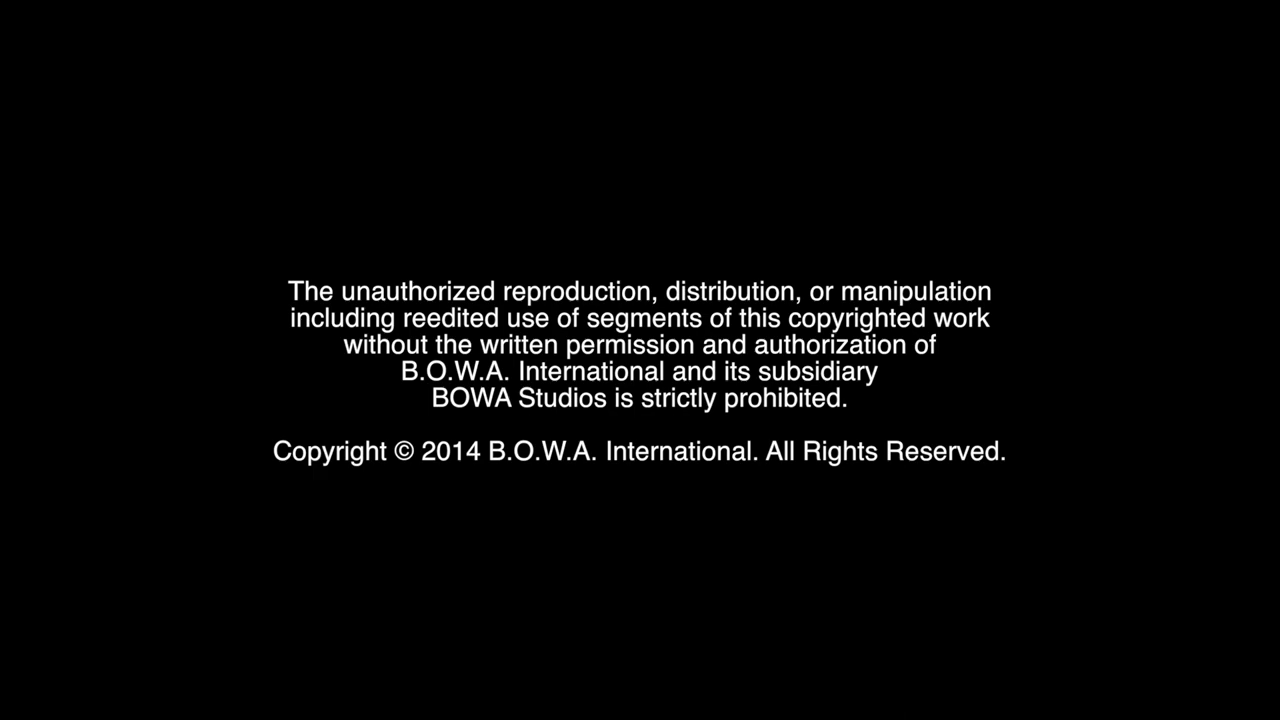 The unauthorized reproduction, distribution, or manipulation
including reedited use of segments of this copyrighted work
without the written permission and authorization of
B.O.W.A. International and its subsidiary
BOWA Studios is strictly prohibited.
Copyright © 2014 B.O.W.A. International. All Rights Reserved.